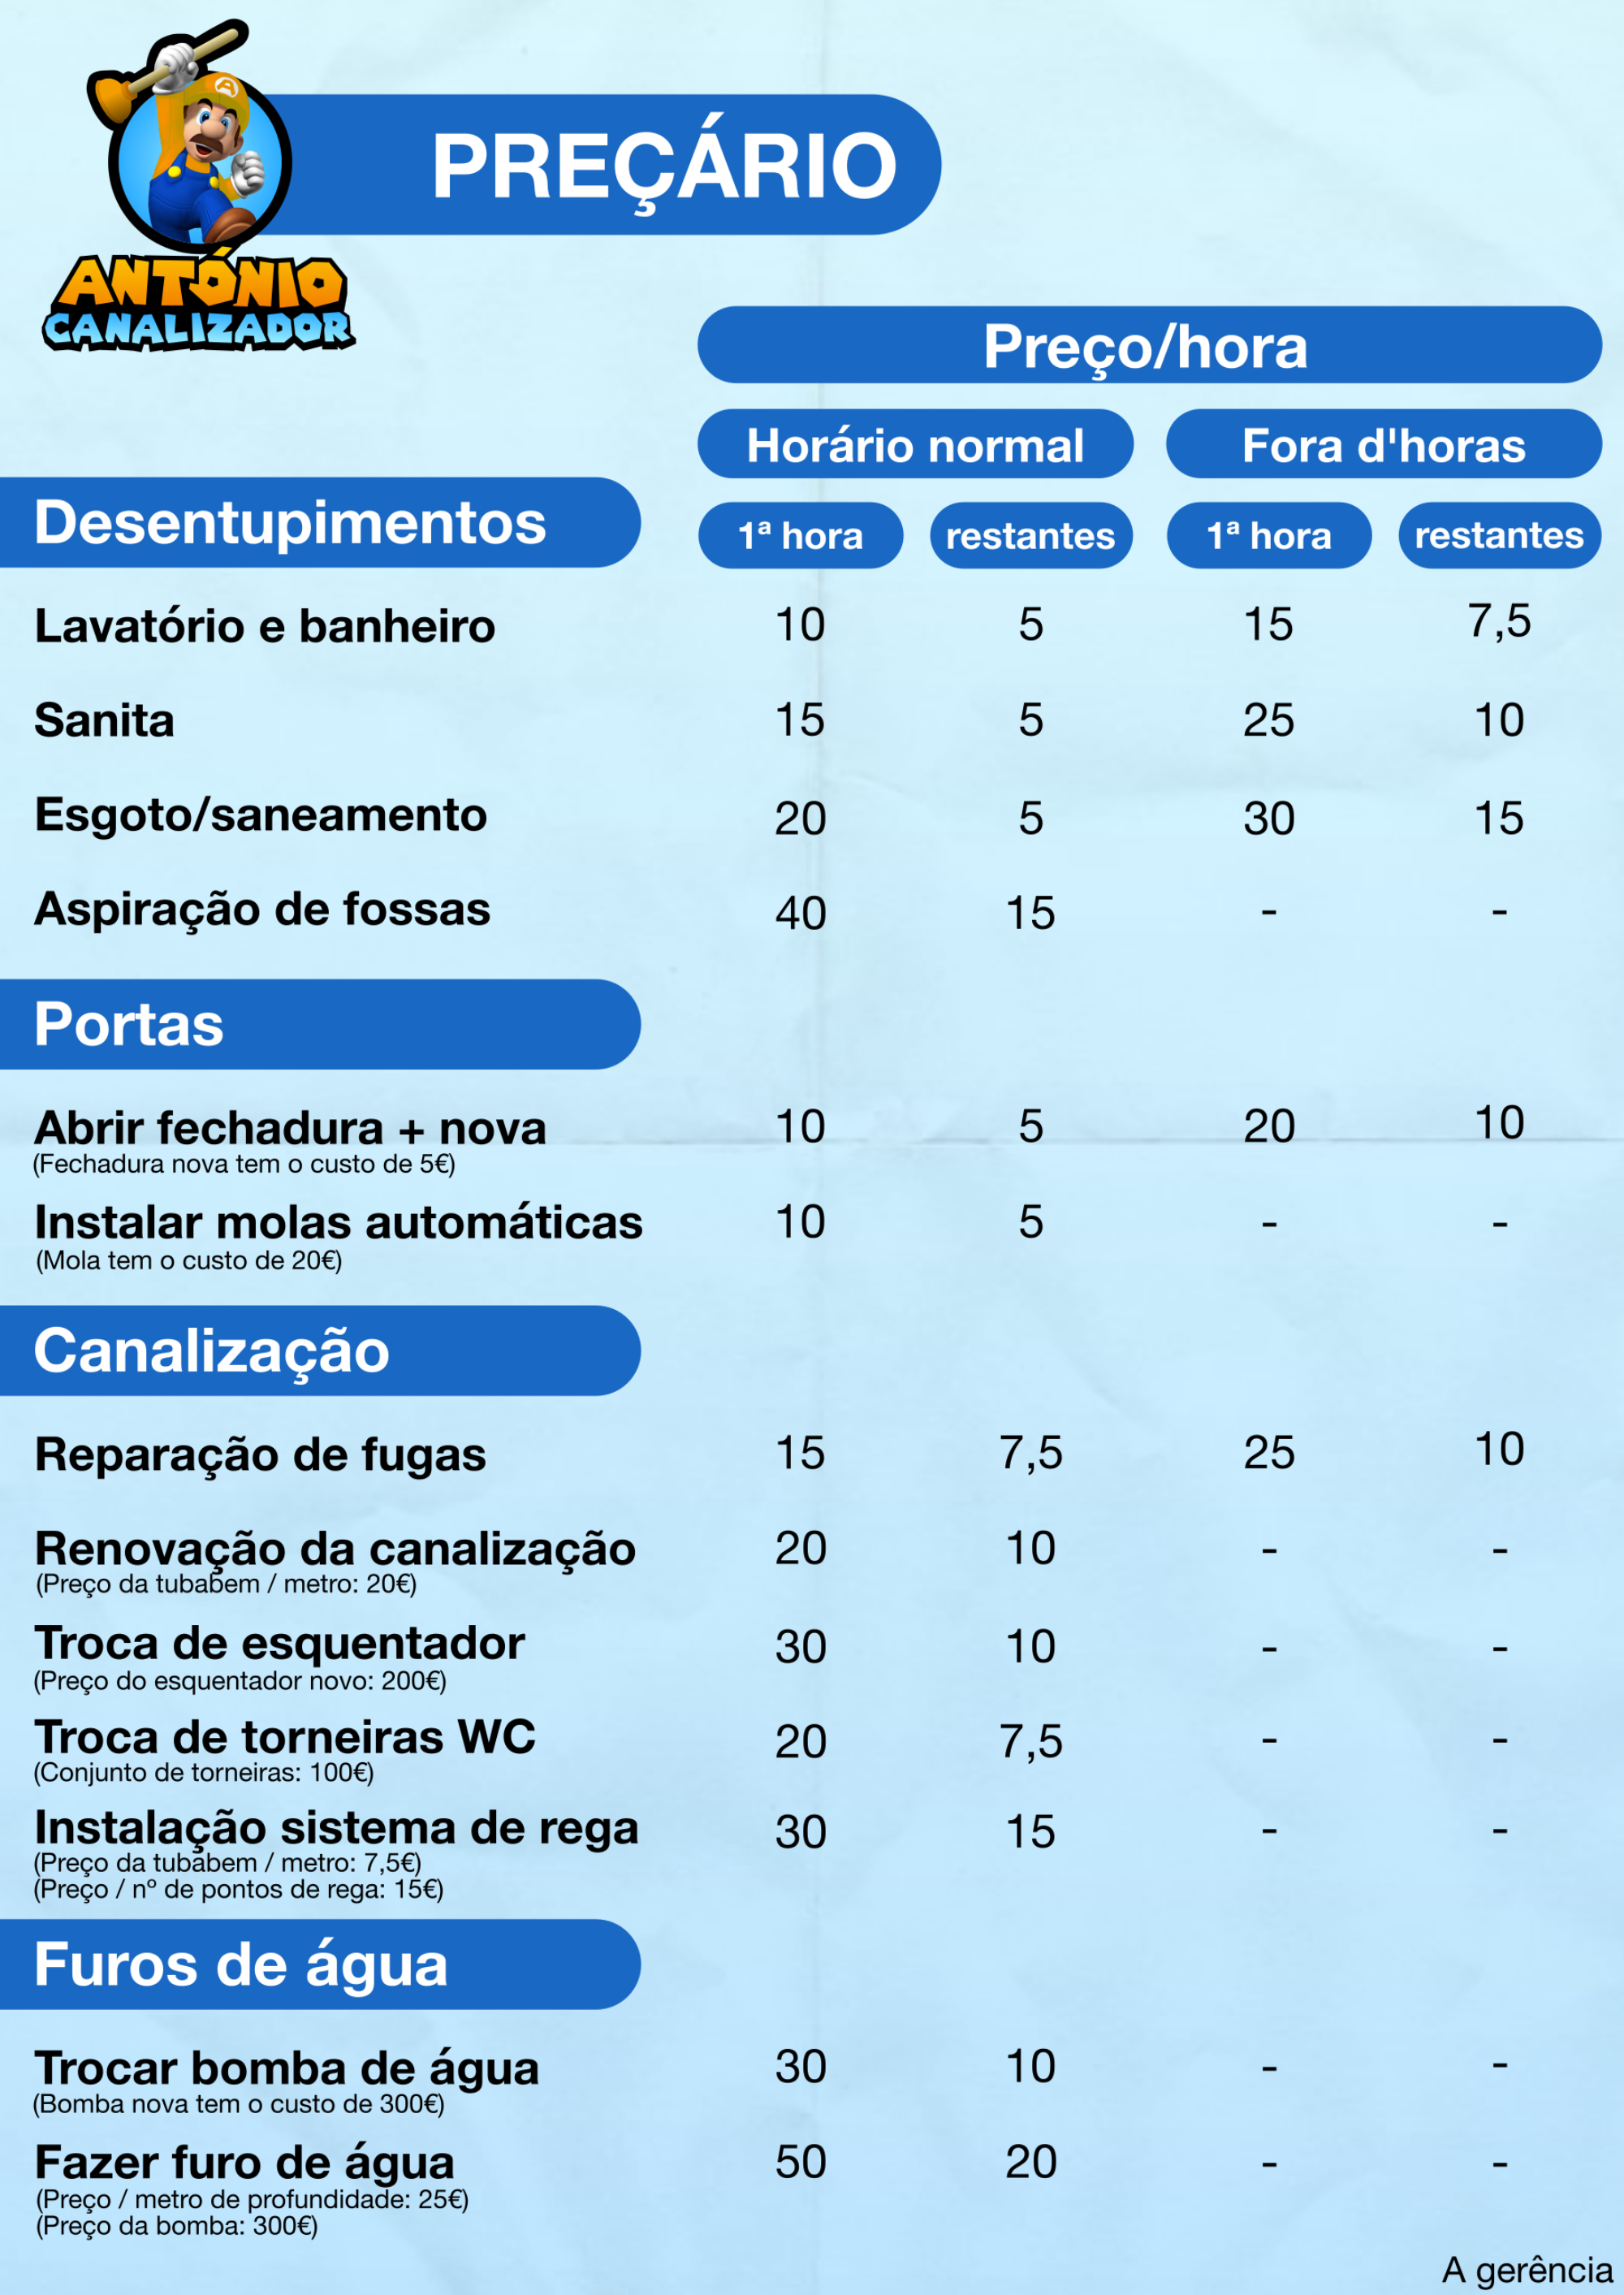 A
ANTÓNIO
CANALIZADOR
PREÇÁRIO
Preço/hora
Horário normal Fora d'horas
Desentupimentos 1ª hora restantes 1ª hora restantes
Lavatório e banheiro 10 5 15 7,5
Sanita 15 5 25 10
Esgoto/saneamento 20 5 30 15
Aspiração de fossas 40 15 - -
Portas
Abrir fechadura + nova 10 5 20 10
(Fechadura nova tem o custo de 5€)
Instalar molas automáticas 10 5 - -
(Mola tem o custo de 20€)
Canalização
Reparação de fugas 15 7,5 25 10
Renovação da canalização 20 10 - -
(Preço da tubabem / metro: 20€)
Troca de esquentador 30 10 - -
(Preço do esquentador novo: 200€)
Troca de torneiras WC 20 7,5 - -
(Conjunto de torneiras: 100€)
Instalação sistema de rega 30 15 - -
(Preço da tubabem / metro: 7,5€)
(Preço / nº de pontos de rega: 15€)
Furos de água
Trocar bomba de água 30 10 - -
(Bomba nova tem o custo de 300€)
Fazer furo de água 50 20 - -
(Preço / metro de profundidade: 25€)
(Preço da bomba: 300€)
A gerência